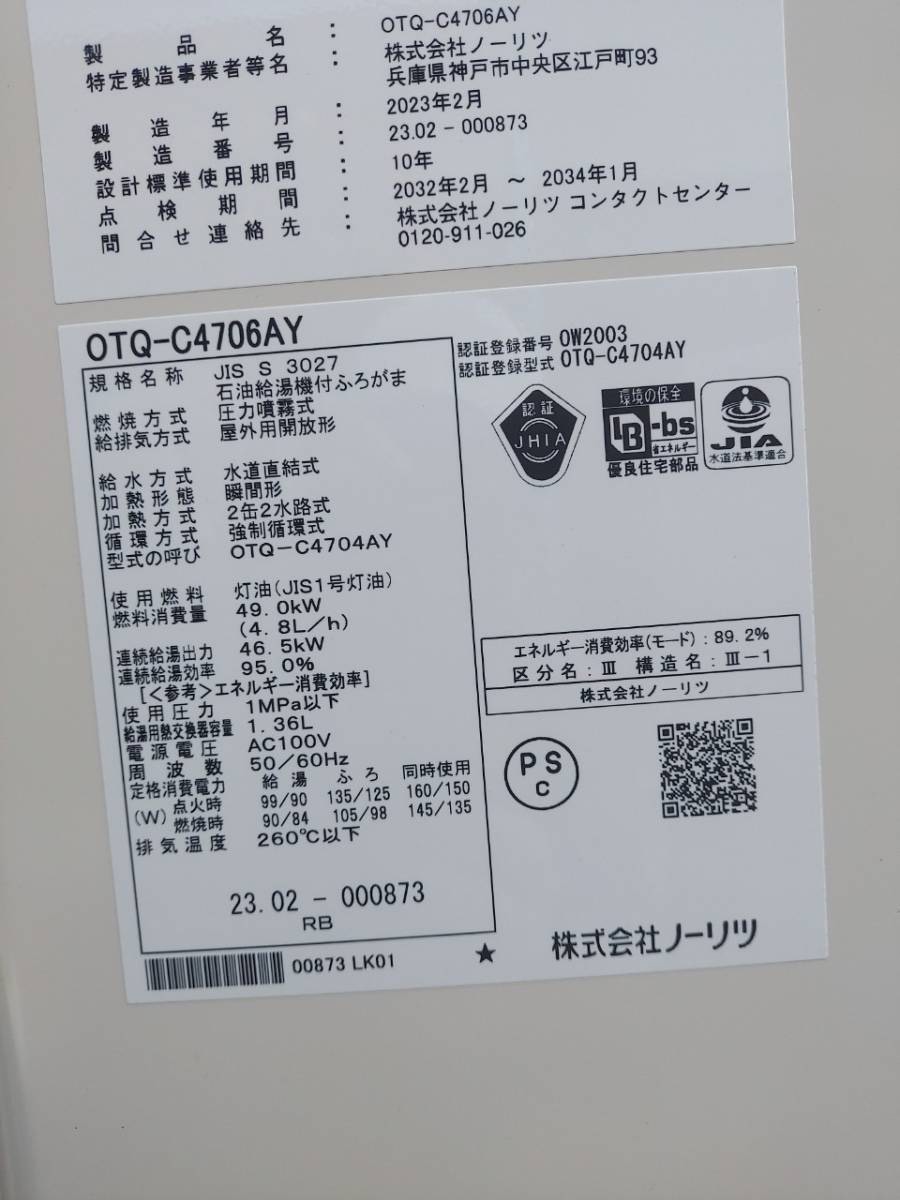 製品名 : OTQ-C4706AY
特定製造事業者等名 : 株式会社ノーリツ
兵庫県神戸市中央区江戸町93
製造年月 : 2023年2月
製造番号 : 23.02-000873
設計標準使用期間 : 10年
点検期間 : 2032年2月 ～ 2034年1月
問合せ連絡先 : 株式会社ノーリツ コンタクトセンター
0120-911-026
OTQ-C4706AY
規格名称 JIS S 3027
石油給湯機付ふろがま
燃焼方式 圧力噴霧式
給排気方式 屋外用開放形
給水方式 水道直結式
加熱形態 瞬間形
加熱方式 2缶2水路式
循環方式 強制循環式
型式の呼び OTQ-C4704AY
使用燃料 灯油(JIS1号灯油)
燃料消費量 49.0kW
(4.8L/h)
連続給湯出力 46.5kW
連続給湯効率 95.0%
[<参考>エネルギー消費効率]
使用圧力 1MPa以下
給湯用熱交換器容量 1.36L
電源電圧 AC100V
周波数 50/60Hz
定格消費電力 給湯 ふろ 同時使用
(W) 点火時 99/90 135/125 160/150
燃焼時 90/84 105/98 145/135
排気温度 260℃以下
23.02-000873
RB
00873 LK01
認証登録番号 OW2003
認証登録型式 OTQ-C4704AY
認証
JHIA
環境の保全
BL-bs
省エネルギー
優良住宅部品
JIA
水道法基準適合
エネルギー消費効率(モード):89.2%
区分名:Ⅲ 構造名:Ⅲ-1
株式会社ノーリツ
PS
C
★ 株式会社ノーリツ